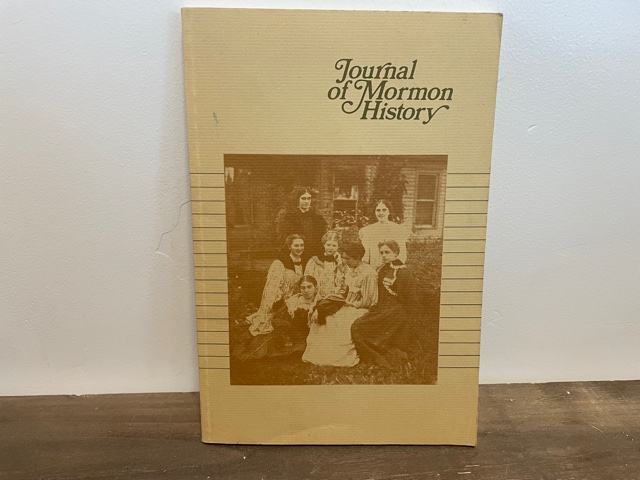 Journal
of Mormon
History